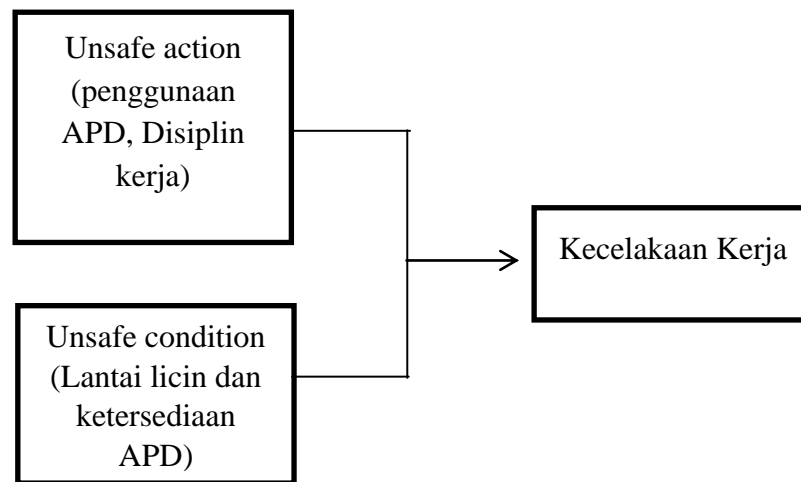 Unsafe action
(penggunaan
APD, Disiplin
kerja)
Kecelakaan Kerja
Unsafe condition
(Lantai licin dan
ketersediaan
APD)